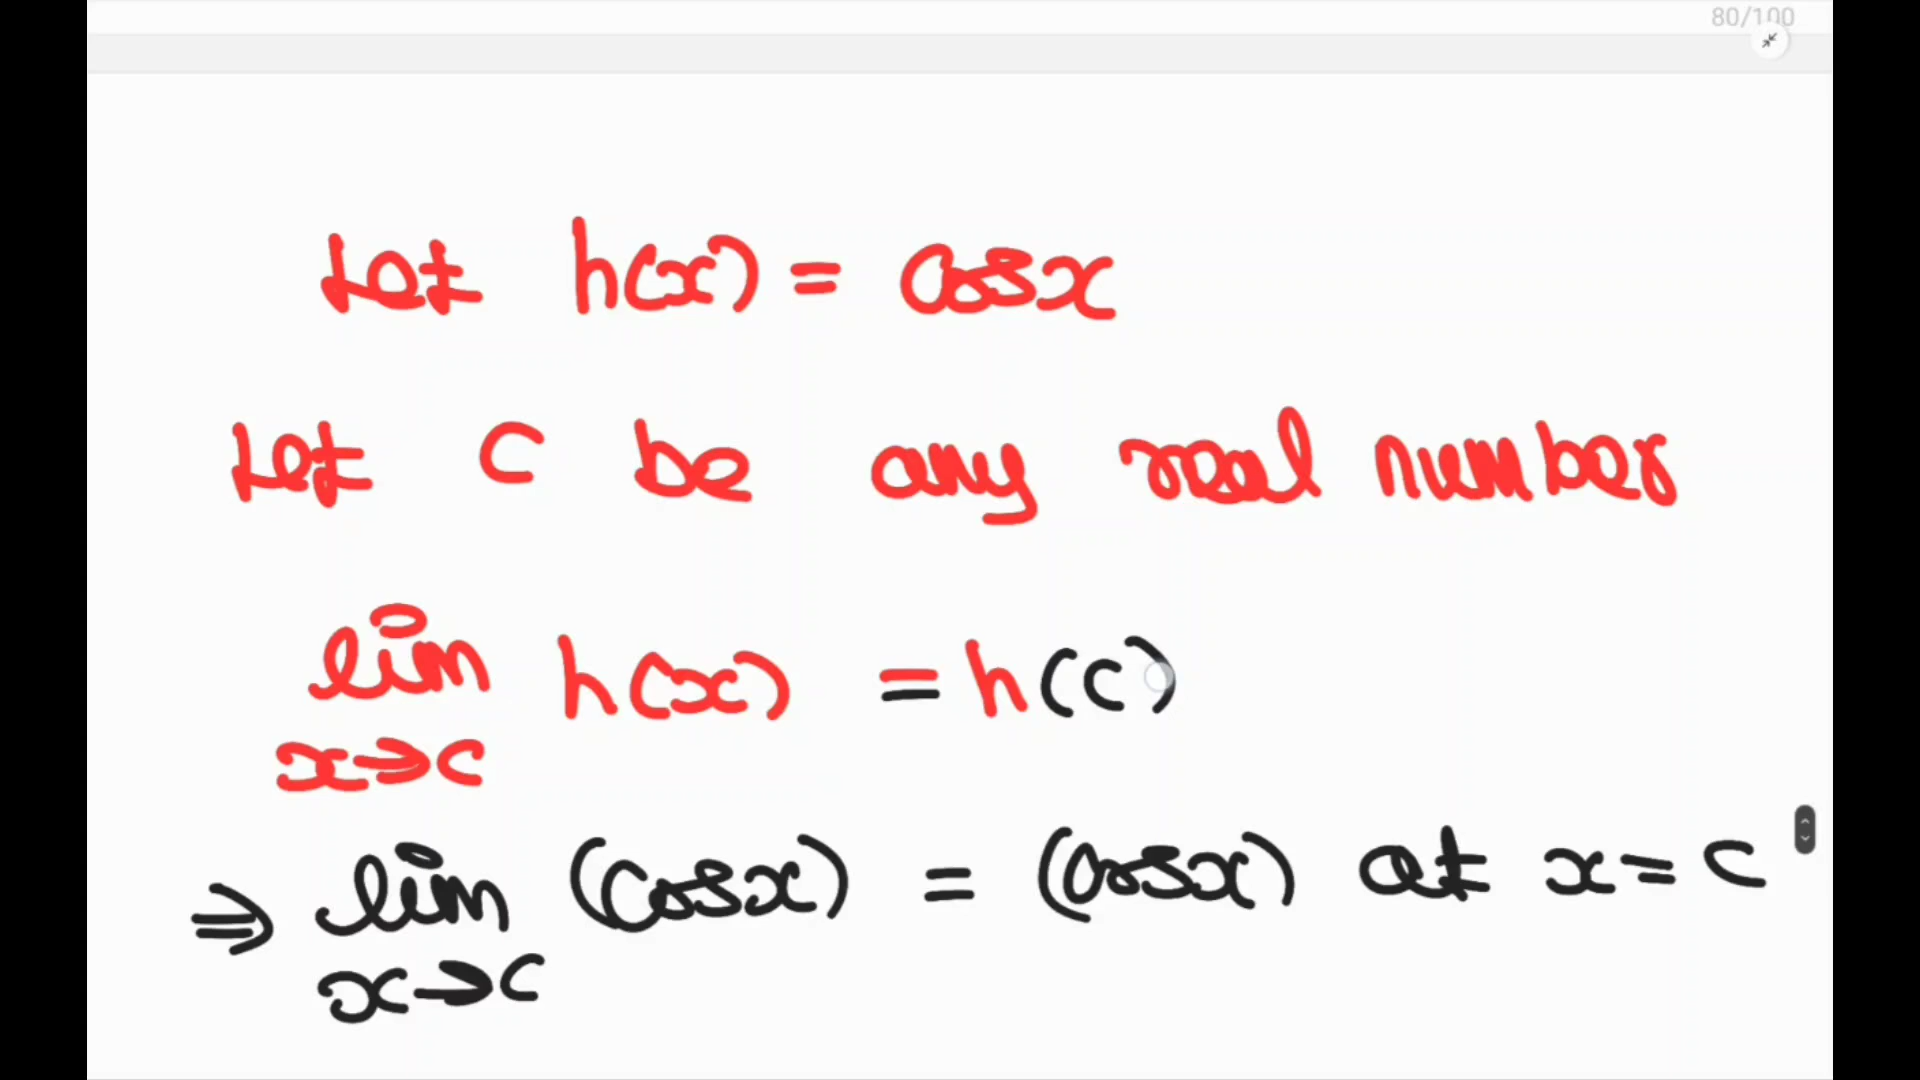 80/100
Let h(x) = cosx
Let c be any real number
lim h(x) = h(c)
x→c
⇒ lim (cosx) = (cosx) at x = c
x→c